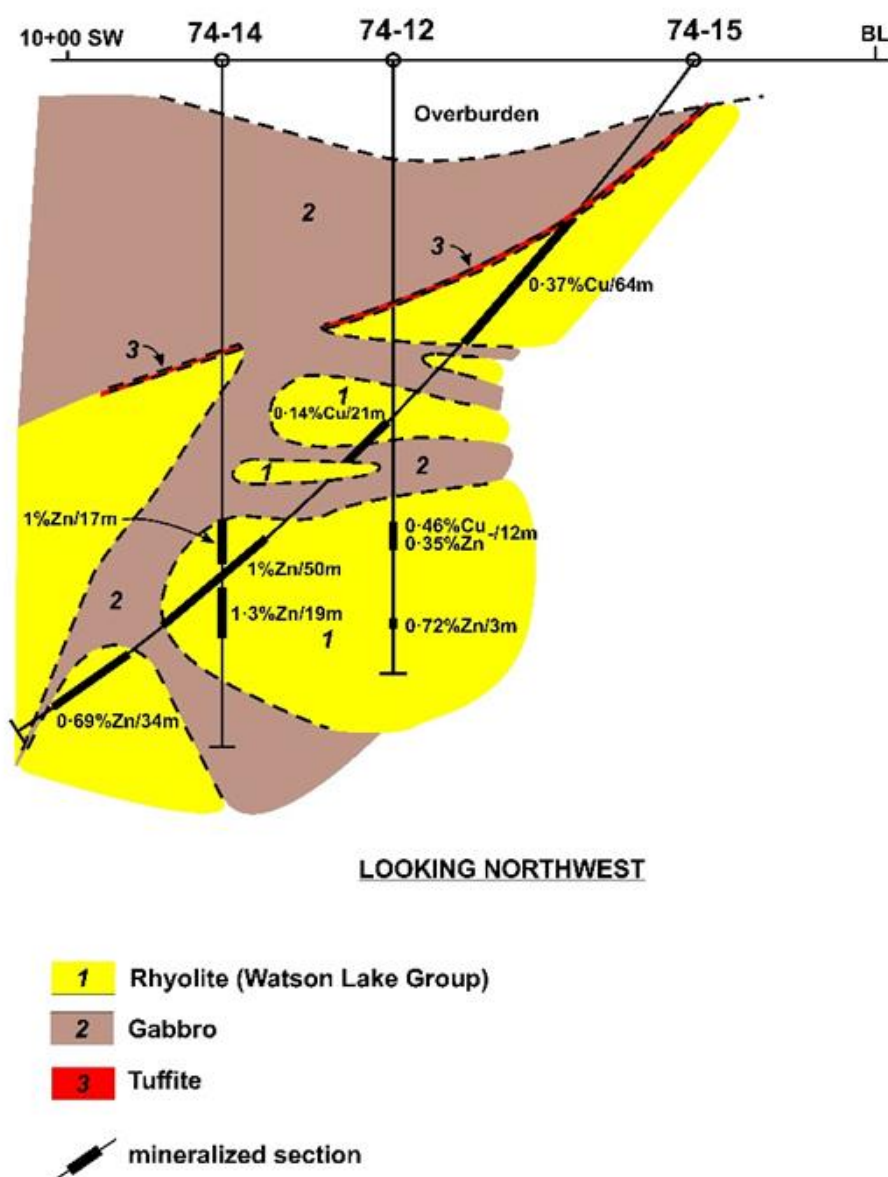 10+00 SW 74-14 74-12 74-15 BL
Overburden
2
3
0·37%Cu/64m
3
1
0·14%Cu/21m
1
2
1%Zn/17m
0·46%Cu
0·35%Zn -/12m
1%Zn/50m
2
1·3%Zn/19m
1
0·72%Zn/3m
0·69%Zn/34m
LOOKING NORTHWEST
1 Rhyolite (Watson Lake Group)
2 Gabbro
3 Tuffite
mineralized section